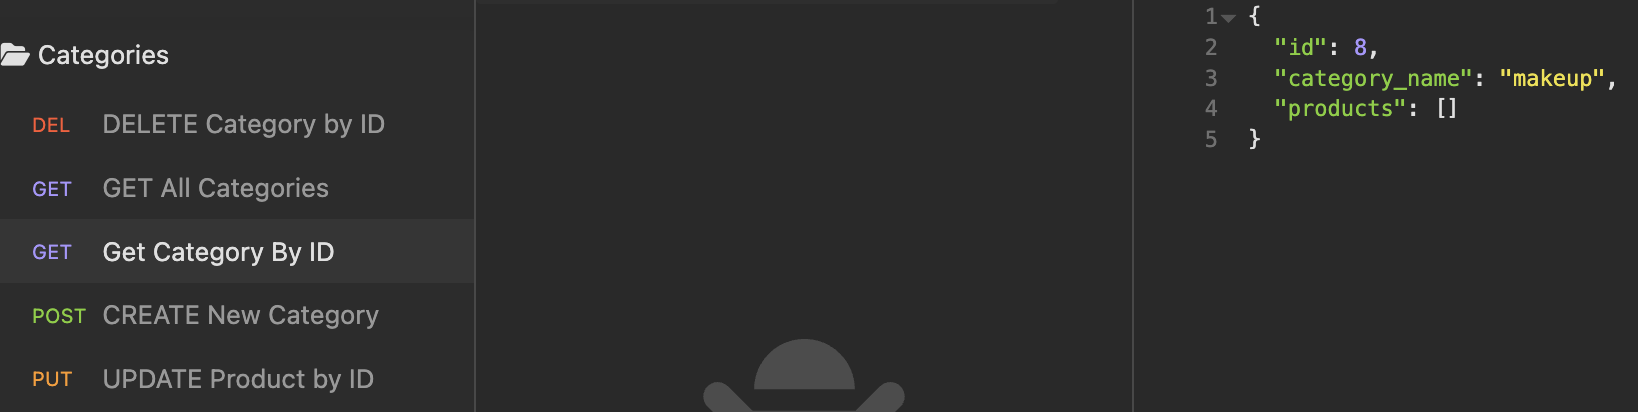 Categories
DEL DELETE Category by ID
GET GET All Categories
GET Get Category By ID
POST CREATE New Category
PUT UPDATE Product by ID
1 {
2 "id": 8,
3 "category_name": "makeup",
4 "products": []
5 }